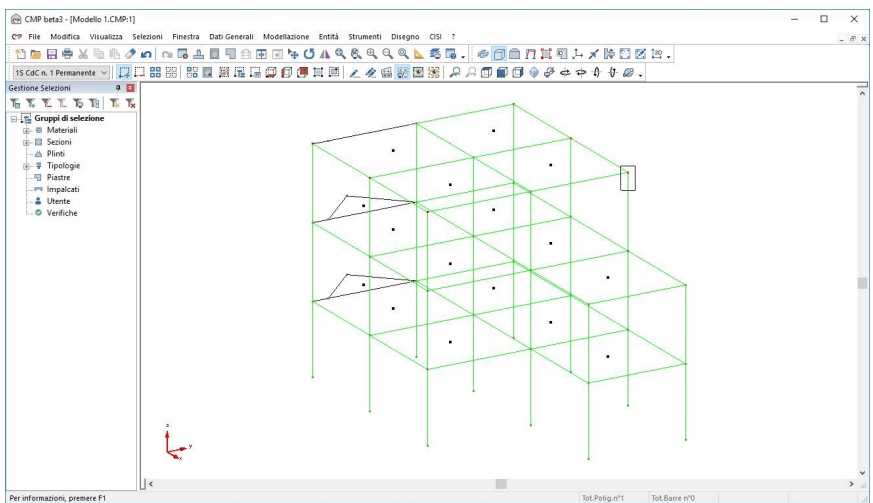 CMP beta3 - [Modello 1.CMP:1]
File Modifica Visualizza Selezioni Finestra Dati Generali Modellazione Entità Strumenti Disegno CISI ?
15 CdC n. 1 Permanente
Gestione Selezioni
Gruppi di selezione
Materiali
Sezioni
Plinti
Tipologie
Piastre
Impalcati
Utente
Verifiche
z
y
x
Per informazioni, premere F1
Tot.Polig.n°1 Tot.Barre n°0